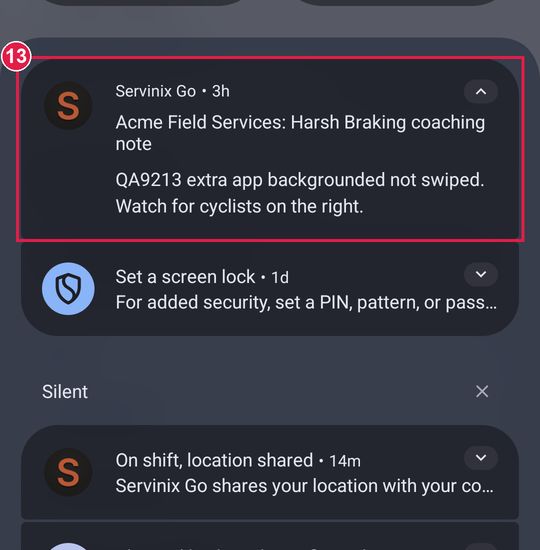 13
Servinix Go • 3h
Acme Field Services: Harsh Braking coaching
note
QA9213 extra app backgrounded not swiped.
Watch for cyclists on the right.
Set a screen lock • 1d
For added security, set a PIN, pattern, or pass…
Silent
On shift, location shared • 14m
Servinix Go shares your location with your co…